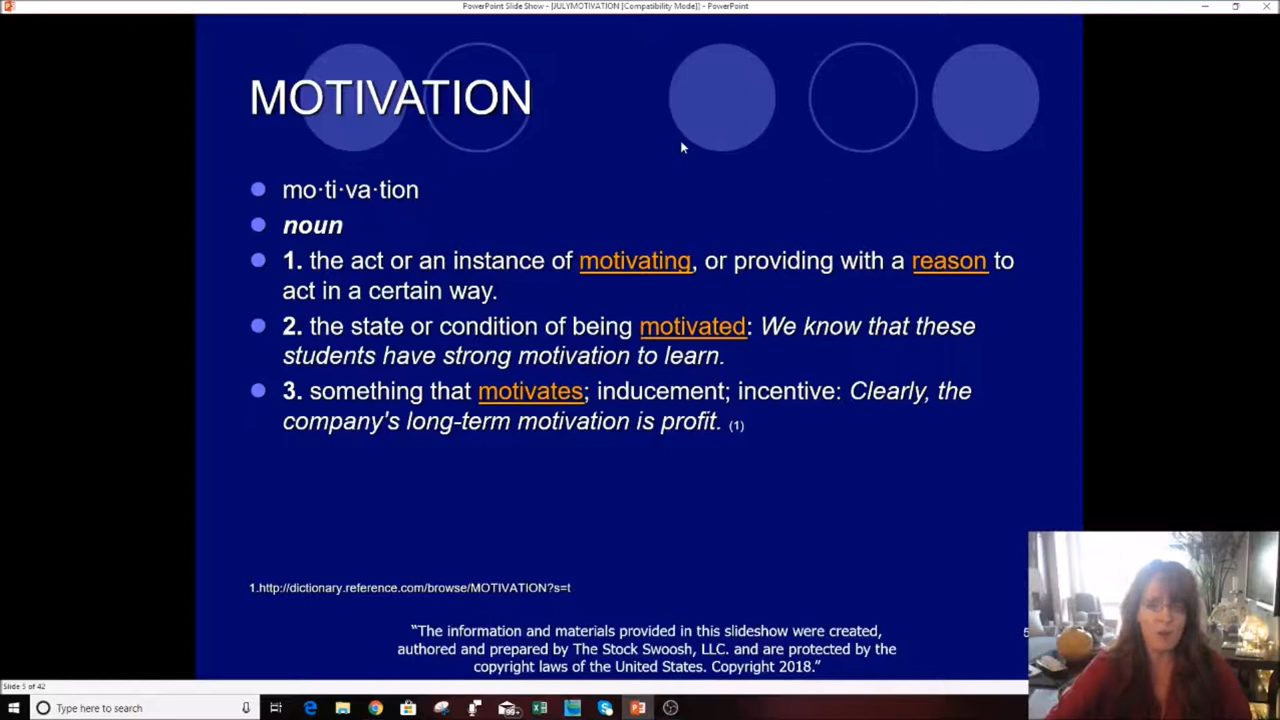 PowerPoint Slide Show - [JULYMOTIVATION [Compatibility Mode]] - PowerPoint
MOTIVATION
mo·ti·va·tion
noun
1. the act or an instance of motivating, or providing with a reason to
act in a certain way.
2. the state or condition of being motivated: We know that these
students have strong motivation to learn.
3. something that motivates; inducement; incentive: Clearly, the
company's long-term motivation is profit. (1)
1.http://dictionary.reference.com/browse/MOTIVATION?s=t
“The information and materials provided in this slideshow were created,
authored and prepared by The Stock Swoosh, LLC. and are protected by the
copyright laws of the United States. Copyright 2018.”
5
Slide 5 of 42
Type here to search
99+